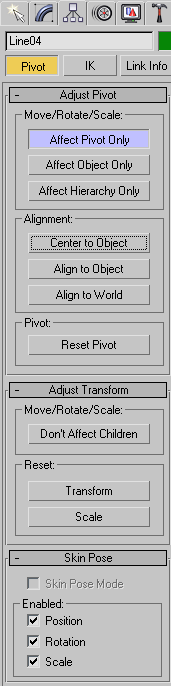 Line04
Pivot IK Link Info
- Adjust Pivot
Move/Rotate/Scale:
Affect Pivot Only
Affect Object Only
Affect Hierarchy Only
Alignment:
Center to Object
Align to Object
Align to World
Pivot:
Reset Pivot
- Adjust Transform
Move/Rotate/Scale:
Don't Affect Children
Reset:
Transform
Scale
- Skin Pose
Skin Pose Mode
Enabled:
Position
Rotation
Scale